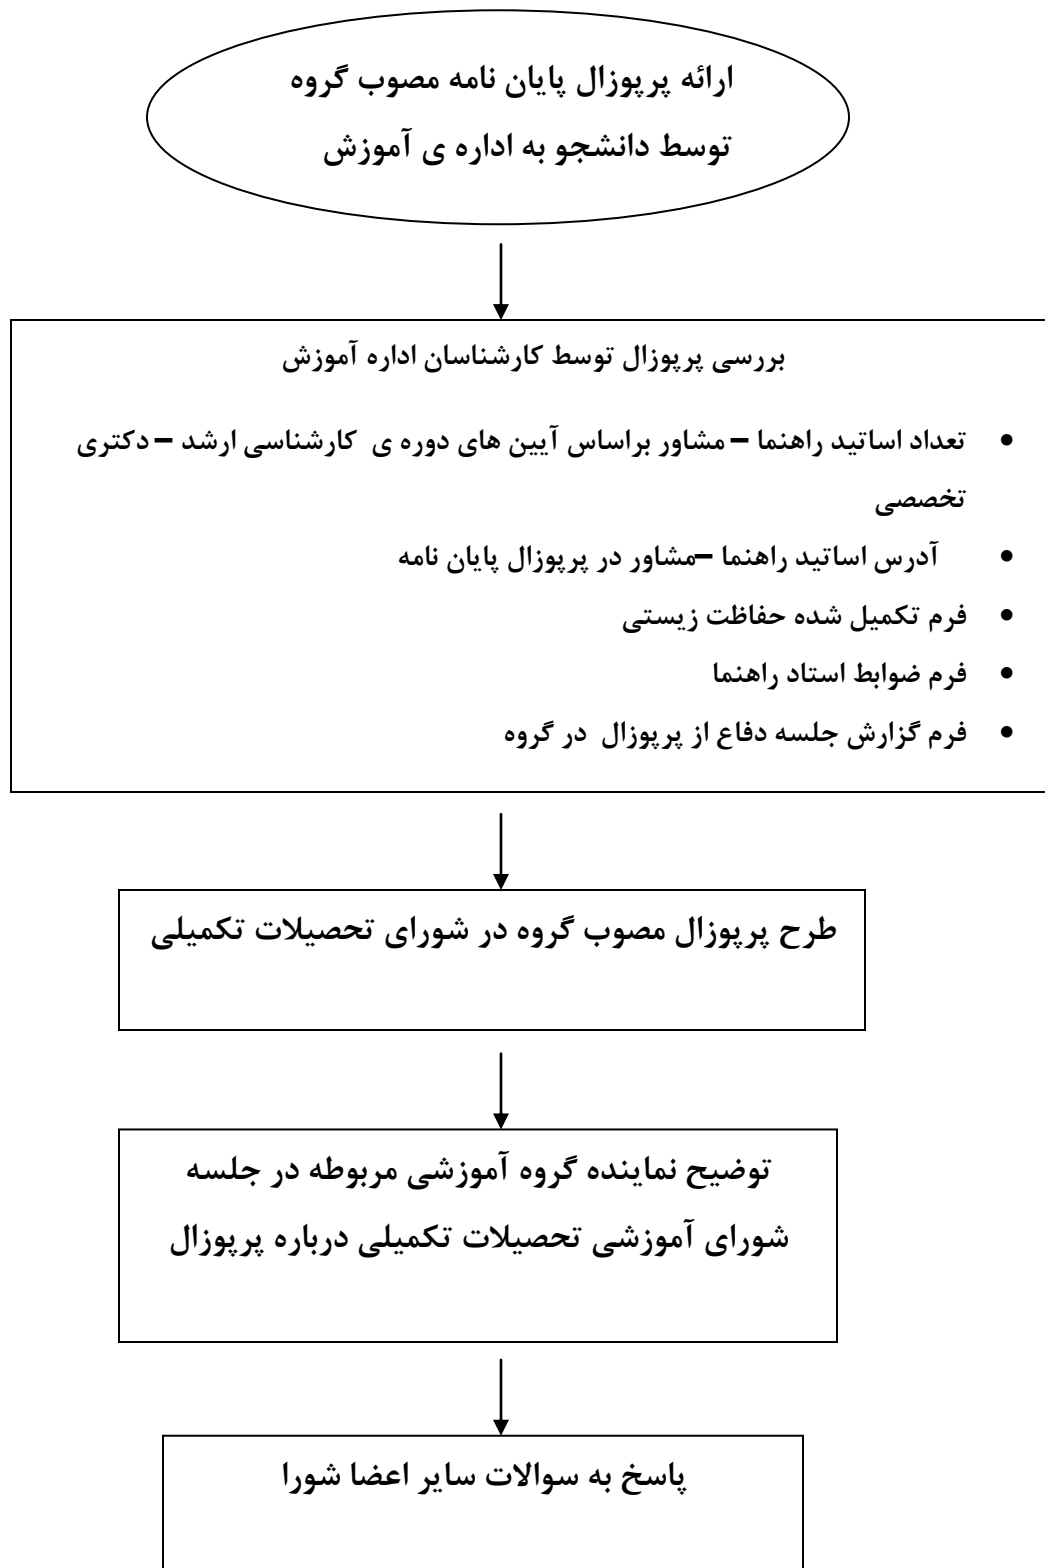 ارائه پرپوزال پایان نامه مصوب گروه
توسط دانشجو به اداره ی آموزش
بررسی پرپوزال توسط کارشناسان اداره آموزش
• تعداد اساتید راهنما – مشاور براساس آیین های دوره ی کارشناسی ارشد – دکتری
تخصصی
• آدرس اساتید راهنما –مشاور در پرپوزال پایان نامه
• فرم تکمیل شده حفاظت زیستی
• فرم ضوابط استاد راهنما
• فرم گزارش جلسه دفاع از پرپوزال در گروه
طرح پرپوزال مصوب گروه در شورای تحصیلات تکمیلی
توضیح نماینده گروه آموزشی مربوطه در جلسه
شورای آموزشی تحصیلات تکمیلی درباره پرپوزال
پاسخ به سوالات سایر اعضا شورا